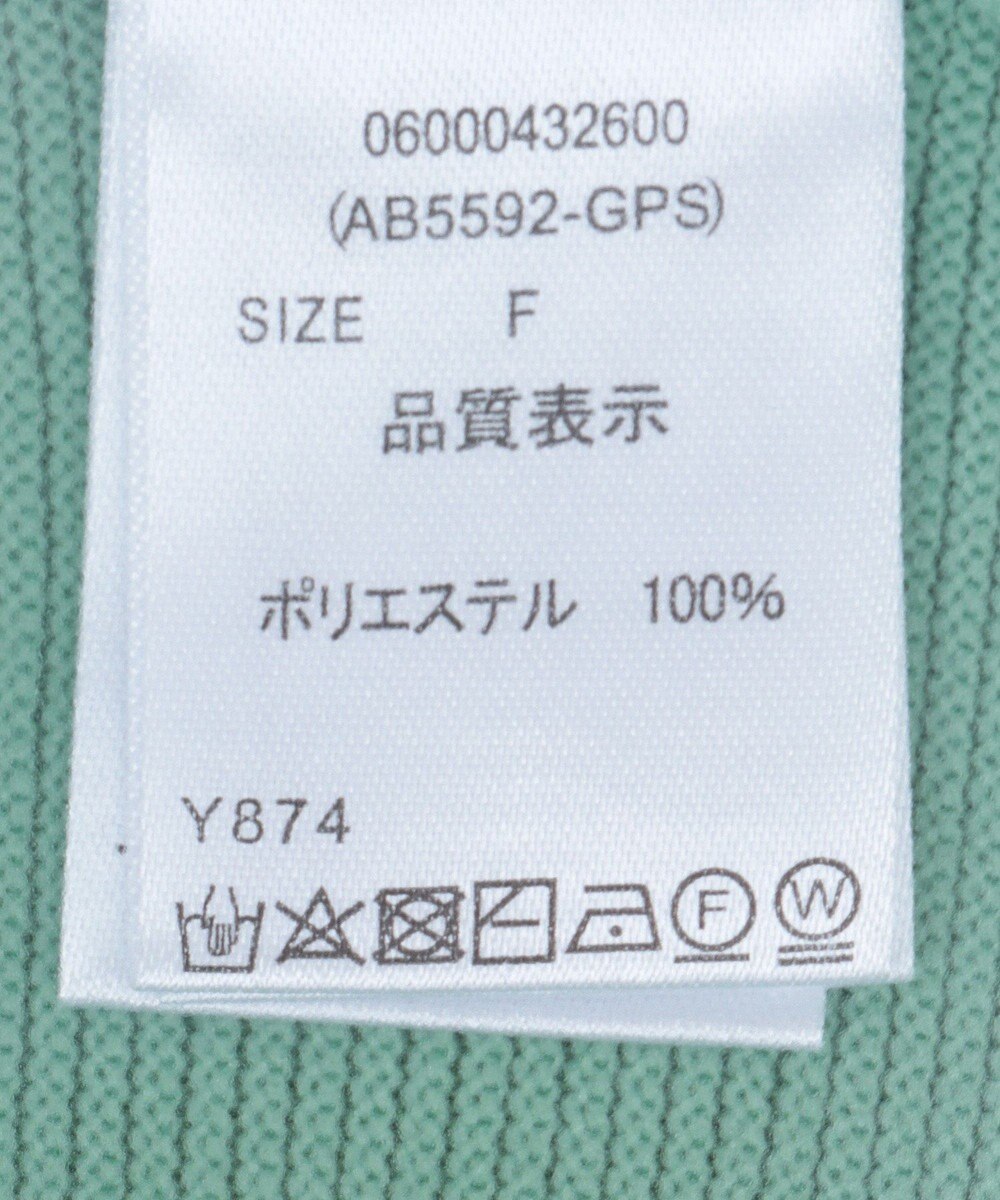 06000432600
(AB5592-GPS)
SIZE F
品質表示
ポリエステル 100%
Y874
F W